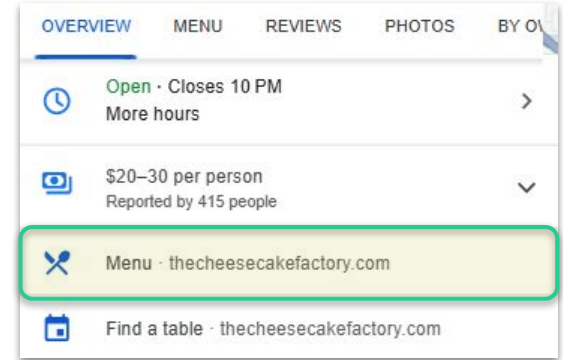 OVERVIEW MENU REVIEWS PHOTOS BY
Open · Closes 10 PM
More hours
$20–30 per person
Reported by 415 people
Menu · thecheesecakefactory.com
Find a table · thecheesecakefactory.com